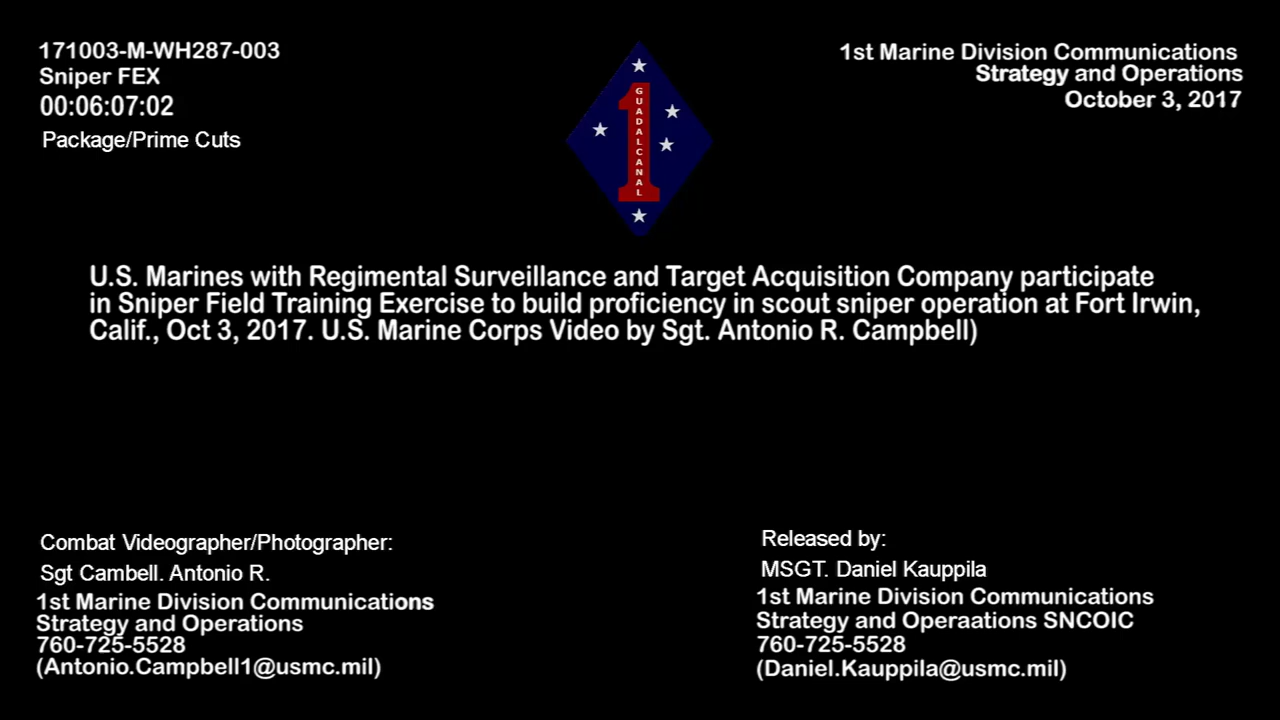 171003-M-WH287-003
Sniper FEX
00:06:07:02
Package/Prime Cuts
GUADALCANAL
1
1st Marine Division Communications
Strategy and Operations
October 3, 2017
U.S. Marines with Regimental Surveillance and Target Acquisition Company participate
in Sniper Field Training Exercise to build proficiency in scout sniper operation at Fort Irwin,
Calif., Oct 3, 2017. U.S. Marine Corps Video by Sgt. Antonio R. Campbell)
Combat Videographer/Photographer:
Sgt Cambell. Antonio R.
1st Marine Division Communications
Strategy and Operations
760-725-5528
(Antonio.Campbell1@usmc.mil)
Released by:
MSGT. Daniel Kauppila
1st Marine Division Communications
Strategy and Operaations SNCOIC
760-725-5528
(Daniel.Kauppila@usmc.mil)